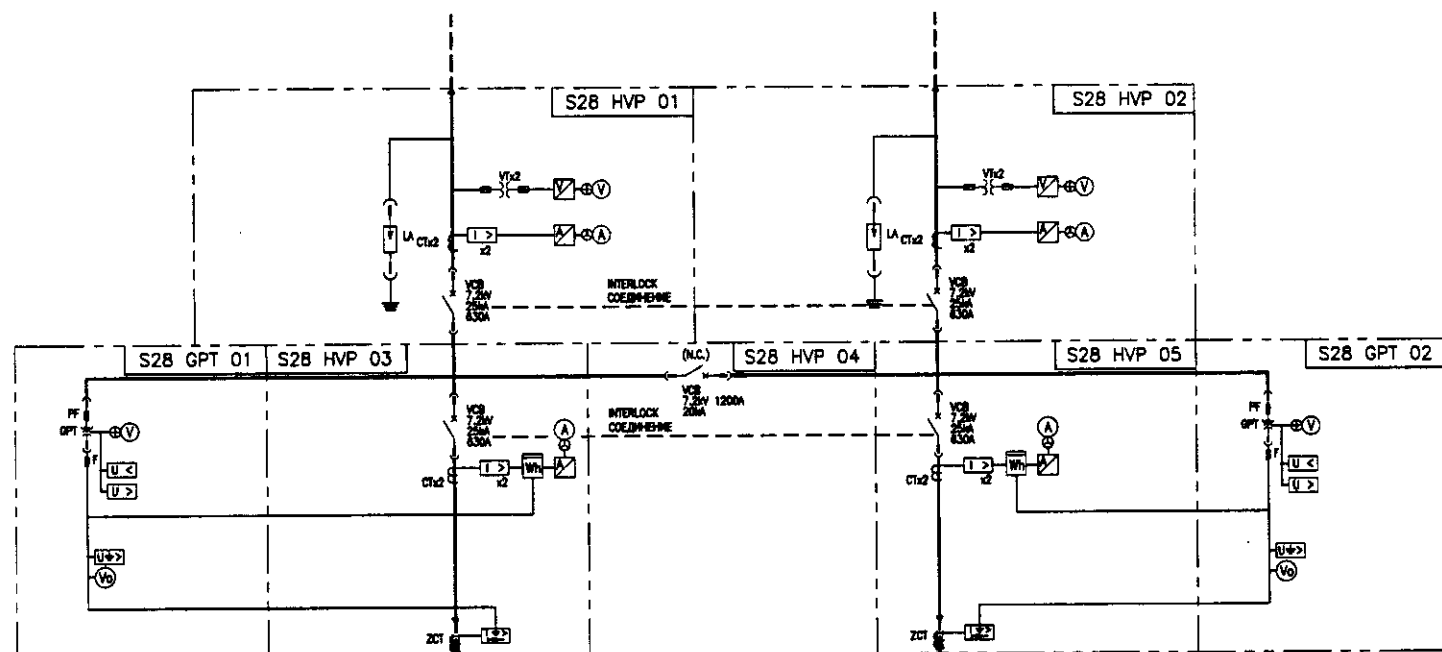 S28 HVP 01
S28 HVP 02
VTx2
V
V
VTx2
V
V
LA
CTx2
I >
x2
A
A
LA
CTx2
I >
x2
A
A
VCB
7.2kV
25kA
630A
INTERLOCK
СОЕДИНЕНИЕ
VCB
7.2kV
25kA
630A
S28 GPT 01
S28 HVP 03
(N.C.)
S28 HVP 04
S28 HVP 05
S28 GPT 02
VCB
7.2kV 1200A
20kA
PF
GPT
V
F
U <
U >
VCB
7.2kV
25kA
630A
INTERLOCK
СОЕДИНЕНИЕ
A
CTx2
I >
x2
Wh
A
VCB
7.2kV
25kA
630A
A
CTx2
I >
x2
Wh
A
PF
GPT
V
F
U <
U >
U >
Vo
U >
Vo
ZCT
I >
ZCT
I >